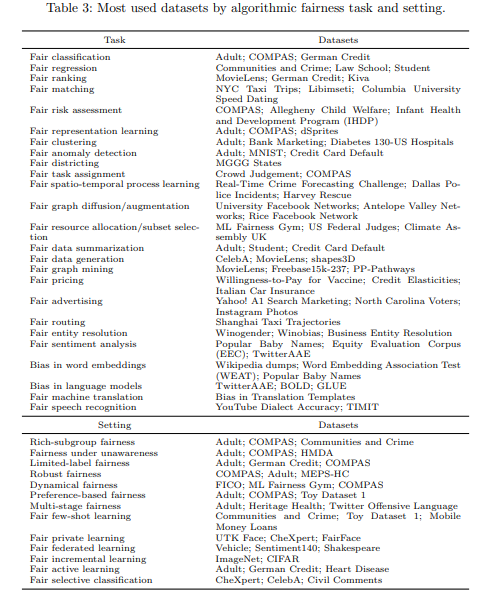 Table 3: Most used datasets by algorithmic fairness task and setting.
Task Datasets
Fair classification Adult; COMPAS; German Credit
Fair regression Communities and Crime; Law School; Student
Fair ranking MovieLens; German Credit; Kiva
Fair matching NYC Taxi Trips; Libimseti; Columbia University
Speed Dating
Fair risk assessment COMPAS; Allegheny Child Welfare; Infant Health
and Development Program (IHDP)
Fair representation learning Adult; COMPAS; dSprites
Fair clustering Adult; Bank Marketing; Diabetes 130-US Hospitals
Fair anomaly detection Adult; MNIST; Credit Card Default
Fair districting MGGG States
Fair task assignment Crowd Judgement; COMPAS
Fair spatio-temporal process learning Real-Time Crime Forecasting Challenge; Dallas Po-
lice Incidents; Harvey Rescue
Fair graph diffusion/augmentation University Facebook Networks; Antelope Valley Net-
works; Rice Facebook Network
Fair resource allocation/subset selec- ML Fairness Gym; US Federal Judges; Climate As-
tion sembly UK
Fair data summarization Adult; Student; Credit Card Default
Fair data generation CelebA; MovieLens; shapes3D
Fair graph mining MovieLens; Freebase15k-237; PP-Pathways
Fair pricing Willingness-to-Pay for Vaccine; Credit Elasticities;
Italian Car Insurance
Fair advertising Yahoo! A1 Search Marketing; North Carolina Voters;
Instagram Photos
Fair routing Shanghai Taxi Trajectories
Fair entity resolution Winogender; Winobias; Business Entity Resolution
Fair sentiment analysis Popular Baby Names; Equity Evaluation Corpus
(EEC); TwitterAAE
Bias in word embeddings Wikipedia dumps; Word Embedding Association Test
(WEAT); Popular Baby Names
Bias in language models TwitterAAE; BOLD; GLUE
Fair machine translation Bias in Translation Templates
Fair speech recognition YouTube Dialect Accuracy; TIMIT
Setting Datasets
Rich-subgroup fairness Adult; COMPAS; Communities and Crime
Fairness under unawareness Adult; COMPAS; HMDA
Limited-label fairness Adult; German Credit; COMPAS
Robust fairness COMPAS; Adult; MEPS-HC
Dynamical fairness FICO; ML Fairness Gym; COMPAS
Preference-based fairness Adult; COMPAS; Toy Dataset 1
Multi-stage fairness Adult; Heritage Health; Twitter Offensive Language
Fair few-shot learning Communities and Crime; Toy Dataset 1; Mobile
Money Loans
Fair private learning UTK Face; CheXpert; FairFace
Fair federated learning Vehicle; Sentiment140; Shakespeare
Fair incremental learning ImageNet; CIFAR
Fair active learning Adult; German Credit; Heart Disease
Fair selective classification CheXpert; CelebA; Civil Comments